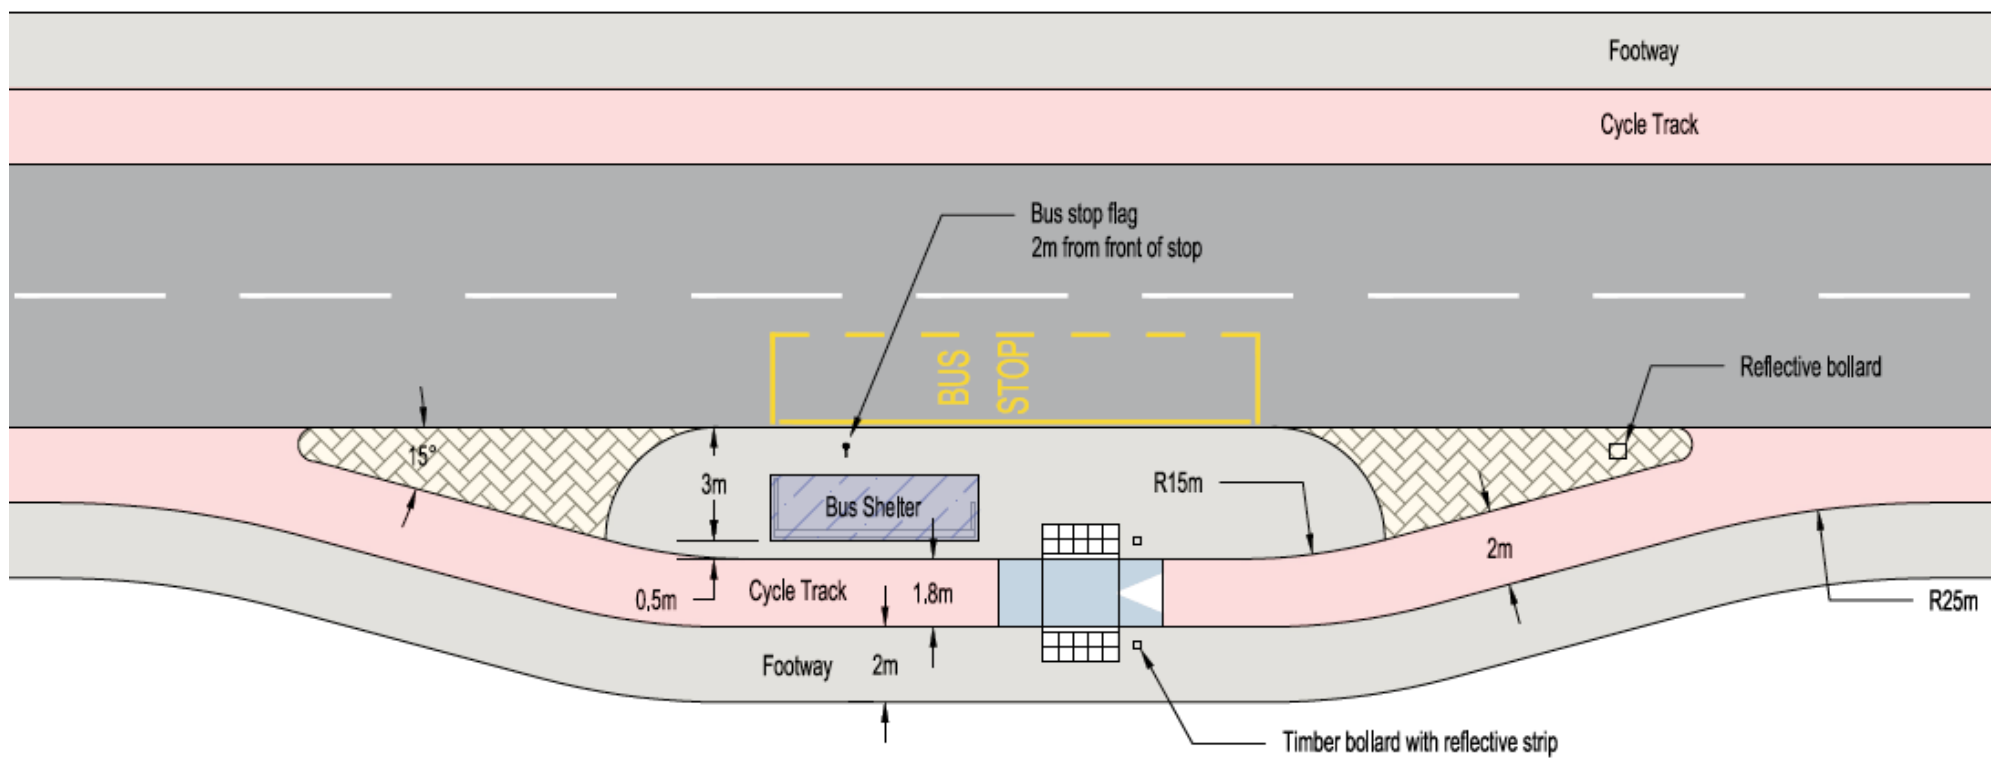 Footway
Cycle Track
Bus stop flag
2m from front of stop
BUS
STOP
Reflective bollard
15°
3m
Bus Shelter
R15m
2m
0.5m
Cycle Track
1.8m
R25m
Footway
2m
Timber bollard with reflective strip